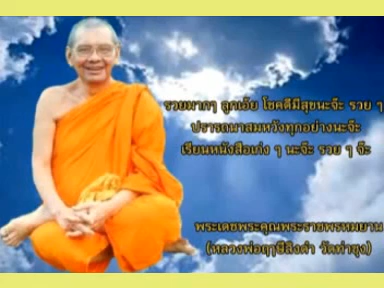 รวยมากๆ ลูกเอ้ย โชคดีมีสุขนะจ๊ะ รวย ๆ
ปรารถนาสมหวังทุกอย่างนะจ๊ะ
เรียนหนังสือเก่ง ๆ นะจ๊ะ รวย ๆ จ๊ะ
พระเดชพระคุณพระราชพรหมยาน
(หลวงพ่อฤๅษีลิงดำ วัดท่าซุง)